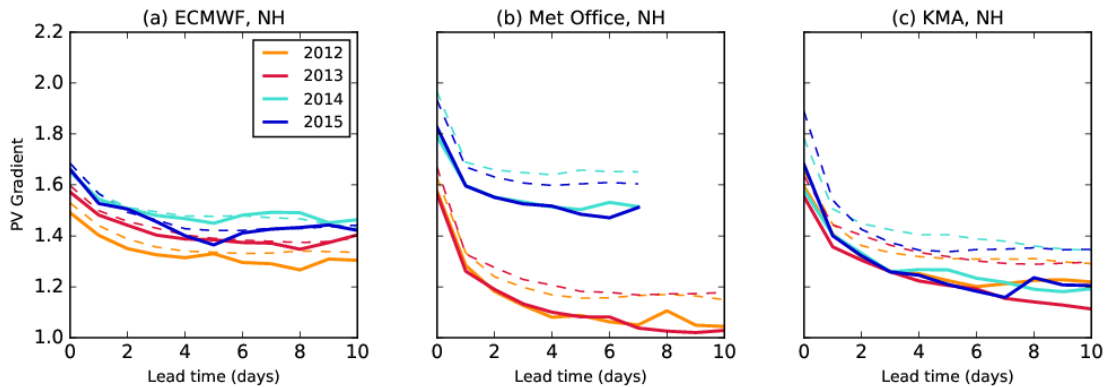 (a) ECMWF, NH
(b) Met Office, NH
(c) KMA, NH
PV Gradient
2.2
2.0
1.8
1.6
1.4
1.2
1.0
2012
2013
2014
2015
0 2 4 6 8 10
0 2 4 6 8 10
0 2 4 6 8 10
Lead time (days)
Lead time (days)
Lead time (days)